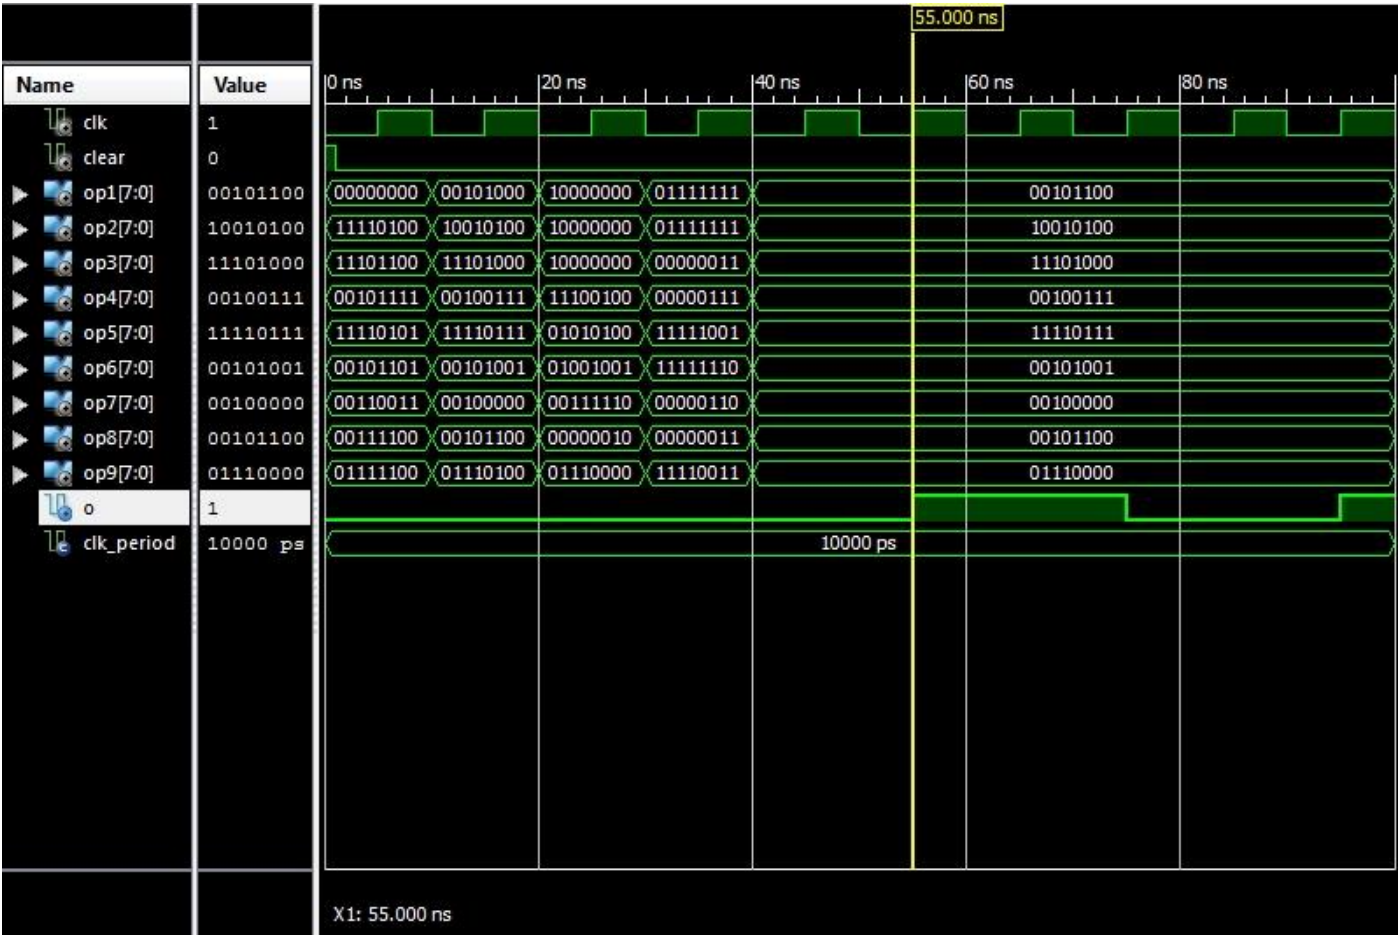 55.000 ns
Name Value 0 ns 20 ns 40 ns 60 ns 80 ns
clk 1
clear 0
op1[7:0] 00101100 00000000 00101000 10000000 01111111 00101100
op2[7:0] 10010100 11110100 10010100 10000000 01111111 10010100
op3[7:0] 11101000 11101100 11101000 10000000 00000011 11101000
op4[7:0] 00100111 00101111 00100111 11100100 00000111 00100111
op5[7:0] 11110111 11110101 11110111 01010100 11111001 11110111
op6[7:0] 00101001 00101101 00101001 01001001 11111110 00101001
op7[7:0] 00100000 00110011 00100000 00111110 00000110 00100000
op8[7:0] 00101100 00111100 00101100 00000010 00000011 00101100
op9[7:0] 01110000 01111100 01110100 01110000 11110011 01110000
o 1
clk_period 10000 ps 10000 ps
X1: 55.000 ns